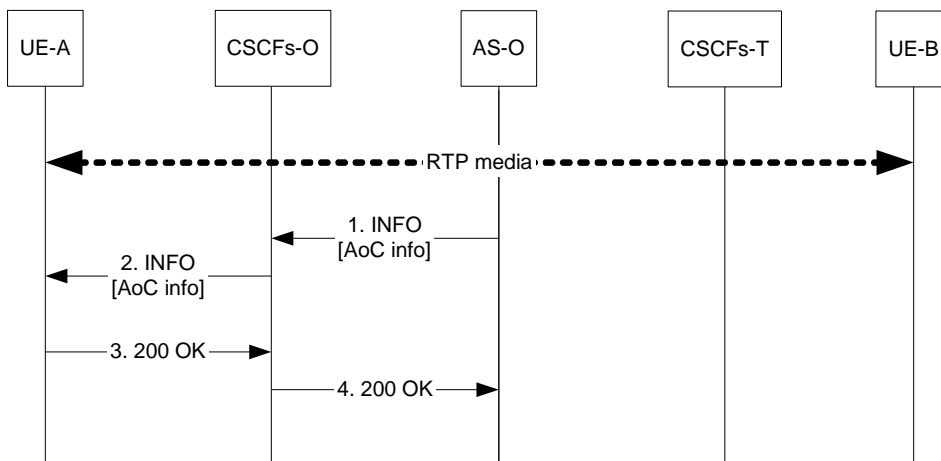 UE-A
CSCFs-O
AS-O
CSCFs-T
UE-B
RTP media
1. INFO
[AoC info]
2. INFO
[AoC info]
3. 200 OK
4. 200 OK